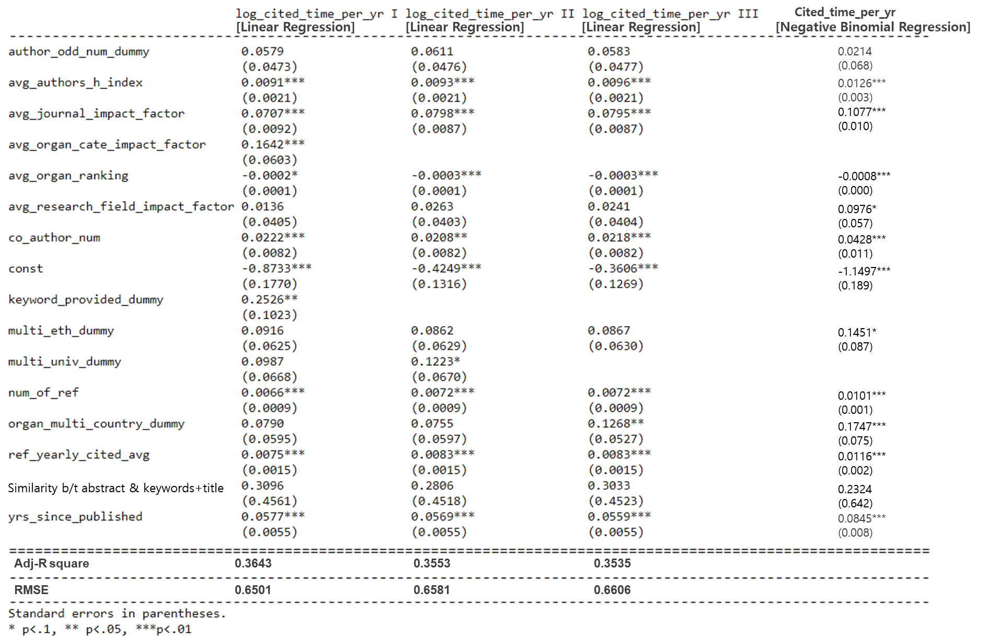 log_cited_time_per_yr I log_cited_time_per_yr II log_cited_time_per_yr III Cited_time_per_yr
[Linear Regression] [Linear Regression] [Linear Regression] [Negative Binomial Regression]
author_odd_num_dummy 0.0579 0.0611 0.0583 0.0214
(0.0473) (0.0476) (0.0477) (0.068)
avg_authors_h_index 0.0091*** 0.0093*** 0.0096*** 0.0126***
(0.0021) (0.0021) (0.0021) (0.003)
avg_journal_impact_factor 0.0707*** 0.0798*** 0.0795*** 0.1077***
(0.0092) (0.0087) (0.0087) (0.010)
avg_organ_cate_impact_factor 0.1642***
(0.0603)
avg_organ_ranking -0.0002* -0.0003*** -0.0003*** -0.0008***
(0.0001) (0.0001) (0.0001) (0.000)
avg_research_field_impact_factor 0.0136 0.0263 0.0241 0.0976*
(0.0405) (0.0403) (0.0404) (0.057)
co_author_num 0.0222*** 0.0208** 0.0218*** 0.0428***
(0.0082) (0.0082) (0.0082) (0.011)
const -0.8733*** -0.4249*** -0.3606*** -1.1497***
(0.1770) (0.1316) (0.1269) (0.189)
keyword_provided_dummy 0.2526**
(0.1023)
multi_eth_dummy 0.0916 0.0862 0.0867 0.1451*
(0.0625) (0.0629) (0.0630) (0.087)
multi_univ_dummy 0.0987 0.1223*
(0.0668) (0.0670)
num_of_ref 0.0066*** 0.0072*** 0.0072*** 0.0101***
(0.0009) (0.0009) (0.0009) (0.001)
organ_multi_country_dummy 0.0790 0.0755 0.1268** 0.1747***
(0.0595) (0.0597) (0.0527) (0.075)
ref_yearly_cited_avg 0.0075*** 0.0083*** 0.0083*** 0.0116***
(0.0015) (0.0015) (0.0015) (0.002)
Similarity b/t abstract & keywords+title 0.3096 0.2806 0.3033 0.2324
(0.4561) (0.4518) (0.4523) (0.642)
yrs_since_published 0.0577*** 0.0569*** 0.0559*** 0.0845***
(0.0055) (0.0055) (0.0055) (0.008)
Adj-R square 0.3643 0.3553 0.3535
RMSE 0.6501 0.6581 0.6606
Standard errors in parentheses.
* p<.1, ** p<.05, ***p<.01